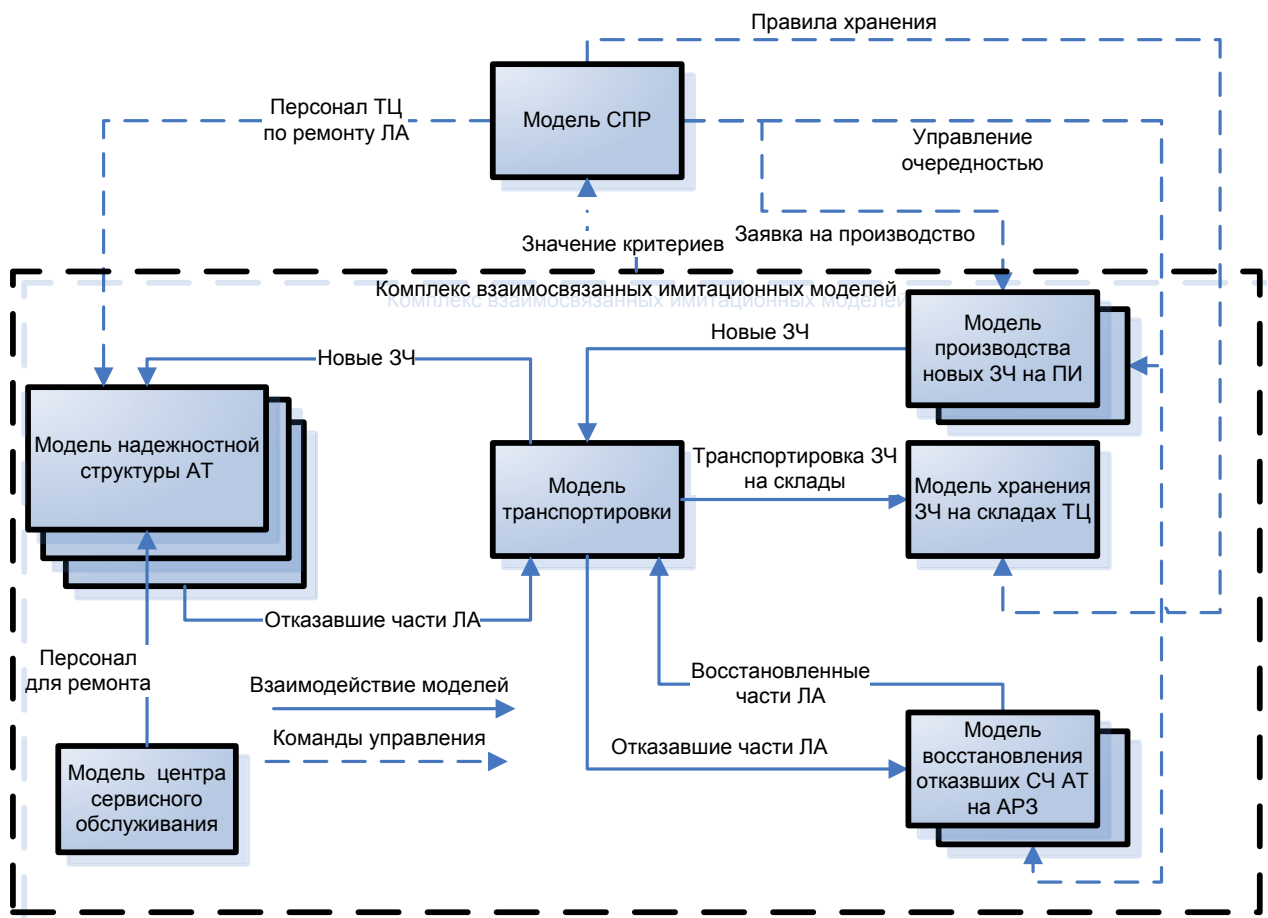 Правила хранения
Персонал ТЦ
по ремонту ЛА
Модель СПР
Управление
очередностью
Значение критериев
Заявка на производство
Комплекс взаимосвязанных имитационных моделей
Новые ЗЧ
Новые ЗЧ
Модель
производства
новых ЗЧ на ПИ
Модель надежностной
структуры АТ
Модель
транспортировки
Транспортировка ЗЧ
на склады
Модель хранения
ЗЧ на складах ТЦ
Отказавшие части ЛА
Персонал
для ремонта
Взаимодействие моделей
Команды управления
Восстановленные
части ЛА
Отказавшие части ЛА
Модель центра
сервисного
обслуживания
Модель
восстановления
отказвших СЧ АТ
на АРЗ